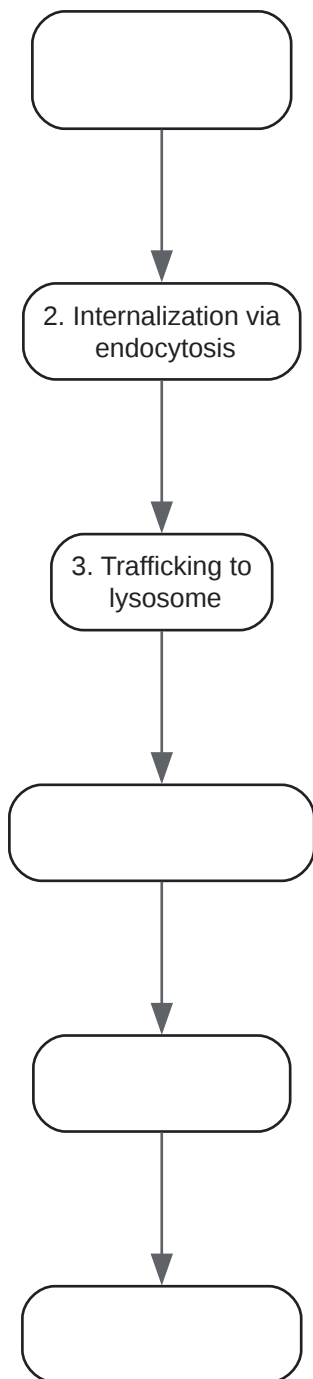 2. Internalization via
endocytosis
3. Trafficking to
lysosome